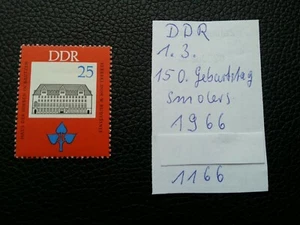 DDR
25
DDR
1.3.
150. Geburtstag
Smolers
1966
1166